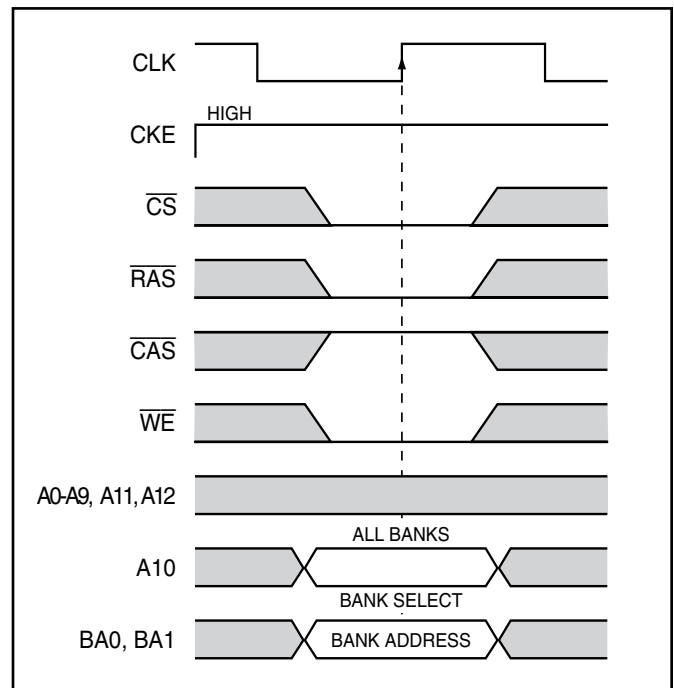 CLK
HIGH
CKE
CS
RAS
CAS
WE
A0-A9, A11, A12
ALL BANKS
A10
BANK SELECT
BA0, BA1
BANK ADDRESS